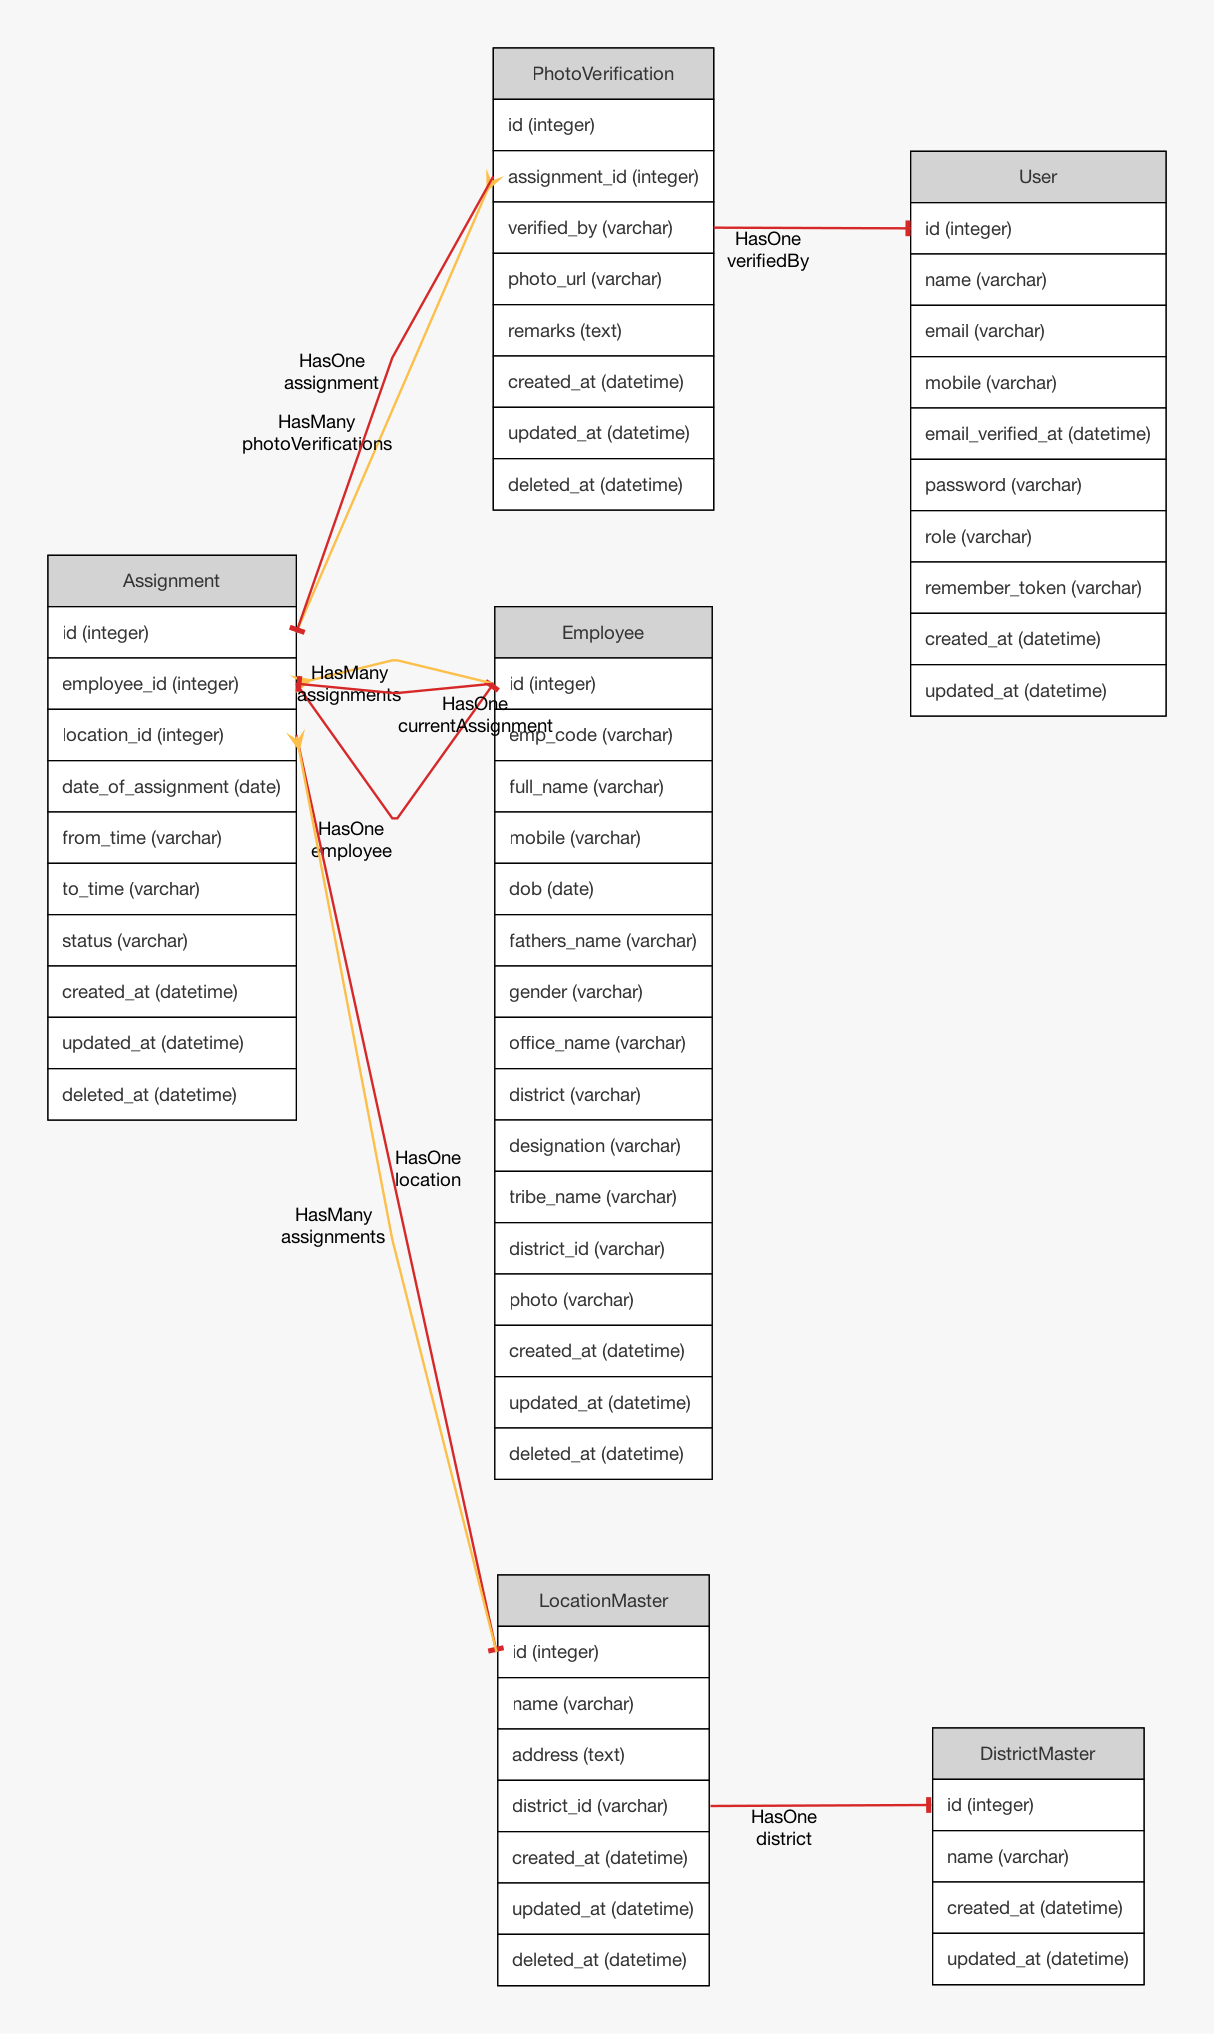 PhotoVerification
id (integer)
assignment_id (integer)
verified_by (varchar)
photo_url (varchar)
remarks (text)
created_at (datetime)
updated_at (datetime)
deleted_at (datetime)
User
id (integer)
name (varchar)
email (varchar)
mobile (varchar)
email_verified_at (datetime)
password (varchar)
role (varchar)
remember_token (varchar)
created_at (datetime)
updated_at (datetime)
HasOne
verifiedBy
HasOne
assignment
HasMany
photoVerifications
Assignment
id (integer)
employee_id (integer)
location_id (integer)
date_of_assignment (date)
from_time (varchar)
to_time (varchar)
status (varchar)
created_at (datetime)
updated_at (datetime)
deleted_at (datetime)
HasMany
assignments
HasOne
currentAssignment
HasOne
employee
Employee
id (integer)
emp_code (varchar)
full_name (varchar)
mobile (varchar)
dob (date)
fathers_name (varchar)
gender (varchar)
office_name (varchar)
district (varchar)
designation (varchar)
tribe_name (varchar)
district_id (varchar)
photo (varchar)
created_at (datetime)
updated_at (datetime)
deleted_at (datetime)
HasOne
location
HasMany
assignments
LocationMaster
id (integer)
name (varchar)
address (text)
district_id (varchar)
created_at (datetime)
updated_at (datetime)
deleted_at (datetime)
HasOne
district
DistrictMaster
id (integer)
name (varchar)
created_at (datetime)
updated_at (datetime)